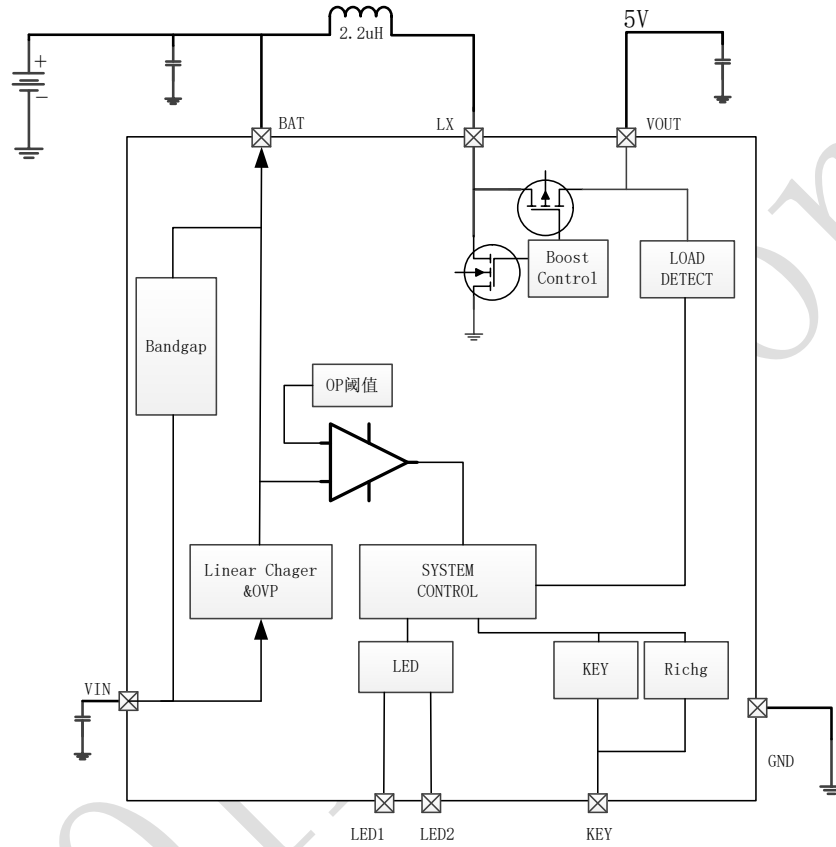 2.2uH
5V
+
−
BAT
LX
VOUT
Boost
Control
LOAD
DETECT
Bandgap
OP阈值
Linear Chager
&OVP
SYSTEM
CONTROL
LED
KEY
Richg
VIN
GND
LED1
LED2
KEY